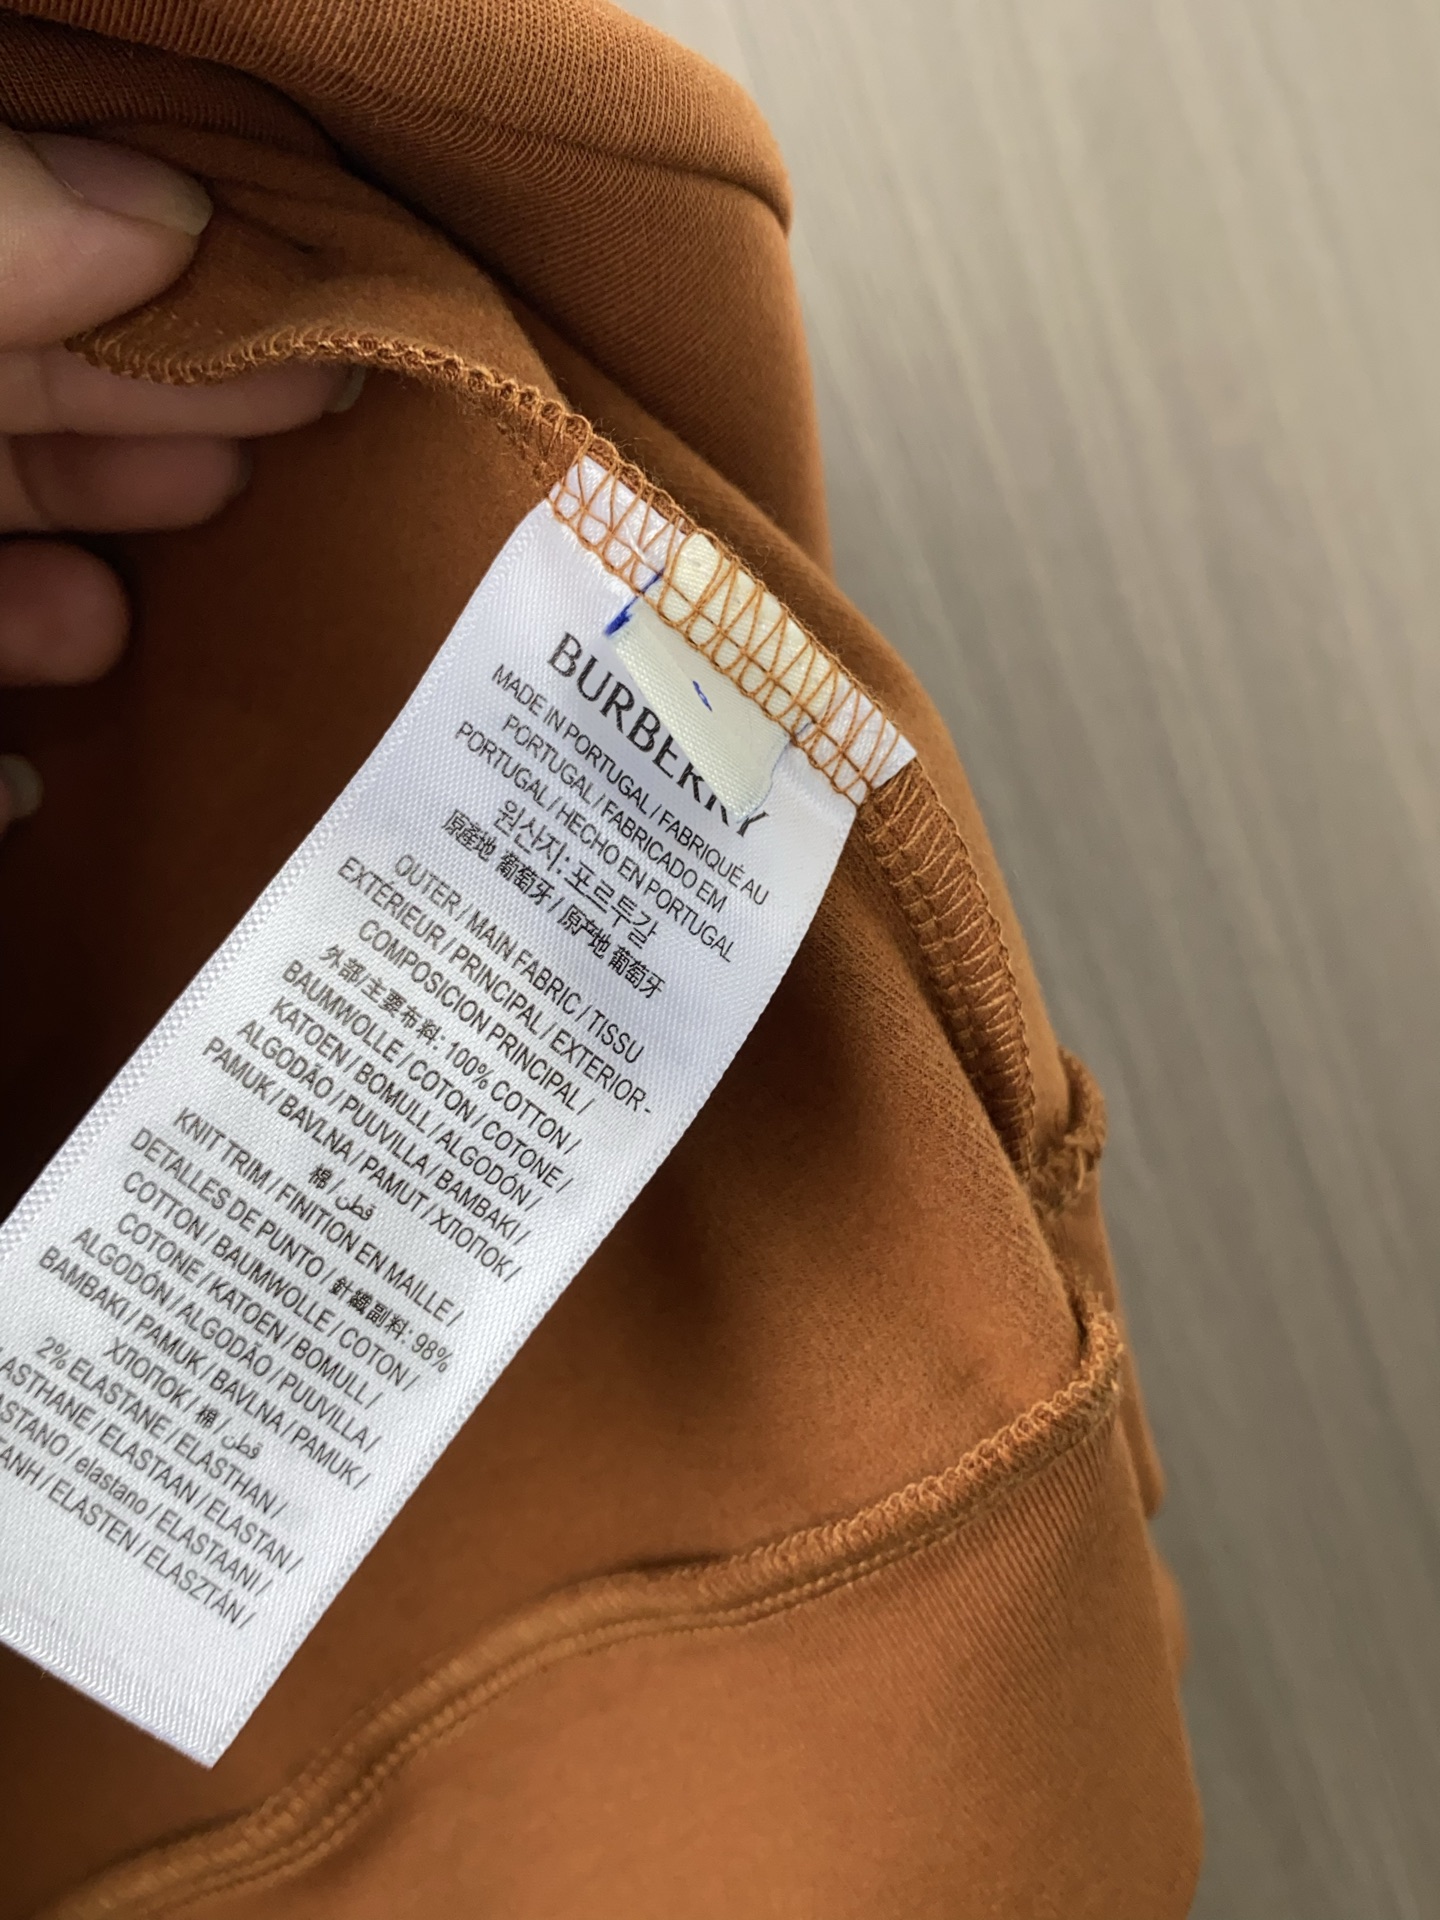 BURBERRY
MADE IN PORTUGAL / FABRIQUÉ AU
PORTUGAL / FABRICADO EM
PORTUGAL / HECHO EN PORTUGAL
원산지: 포르투갈
原產地 葡萄牙 / 原产地 葡萄牙
OUTER / MAIN FABRIC / TISSU
EXTERIEUR / PRINCIPAL / EXTERIOR -
COMPOSICION PRINCIPAL /
外部/主要布料: 100% COTTON /
BAUMWOLLE / COTON / COTONE /
KATOEN / BOMULL / ALGODÓN /
ALGODÃO / PUUVILLA / BAMBAKI /
PAMUK / BAVLNA / PAMUT / ХЛОПОК /
棉 / قطن
KNIT TRIM / FINITION EN MAILLE /
DETALLES DE PUNTO / 針織副料: 98%
COTTON / BAUMWOLLE / COTON /
COTONE / KATOEN / BOMULL /
ALGODÓN / ALGODÃO / PUUVILLA /
BAMBAKI / PAMUK / BAVLNA / PAMUK /
ХЛОПОК / 棉 / قطن
2% ELASTANE / ELASTHAN /
ASTHANE / ELASTAAN / ELASTAN /
ASTANO / elastano / ELASTAANI /
ANH / ELASTEN / ELASZTÁN /